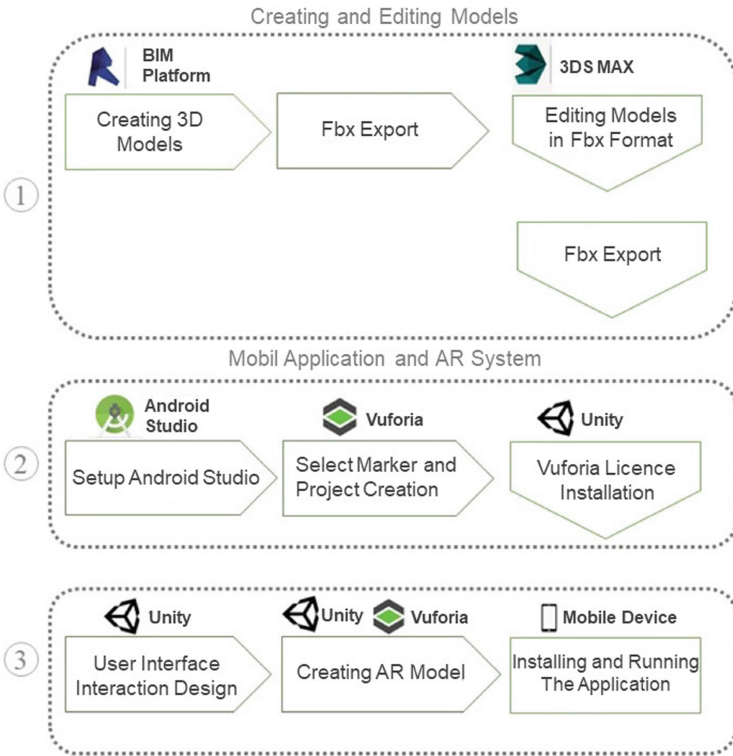 Creating and Editing Models
BIM
Platform
3DS MAX
Creating 3D
Models
Fbx Export
Editing Models
in Fbx Format
1
Fbx Export
Mobil Application and AR System
Android
Studio
Vuforia
Unity
2
Setup Android Studio
Select Marker and
Project Creation
Vuforia Licence
Installation
Unity
Unity
Vuforia
Mobile Device
3
User Interface
Interaction Design
Creating AR Model
Installing and Running
The Application